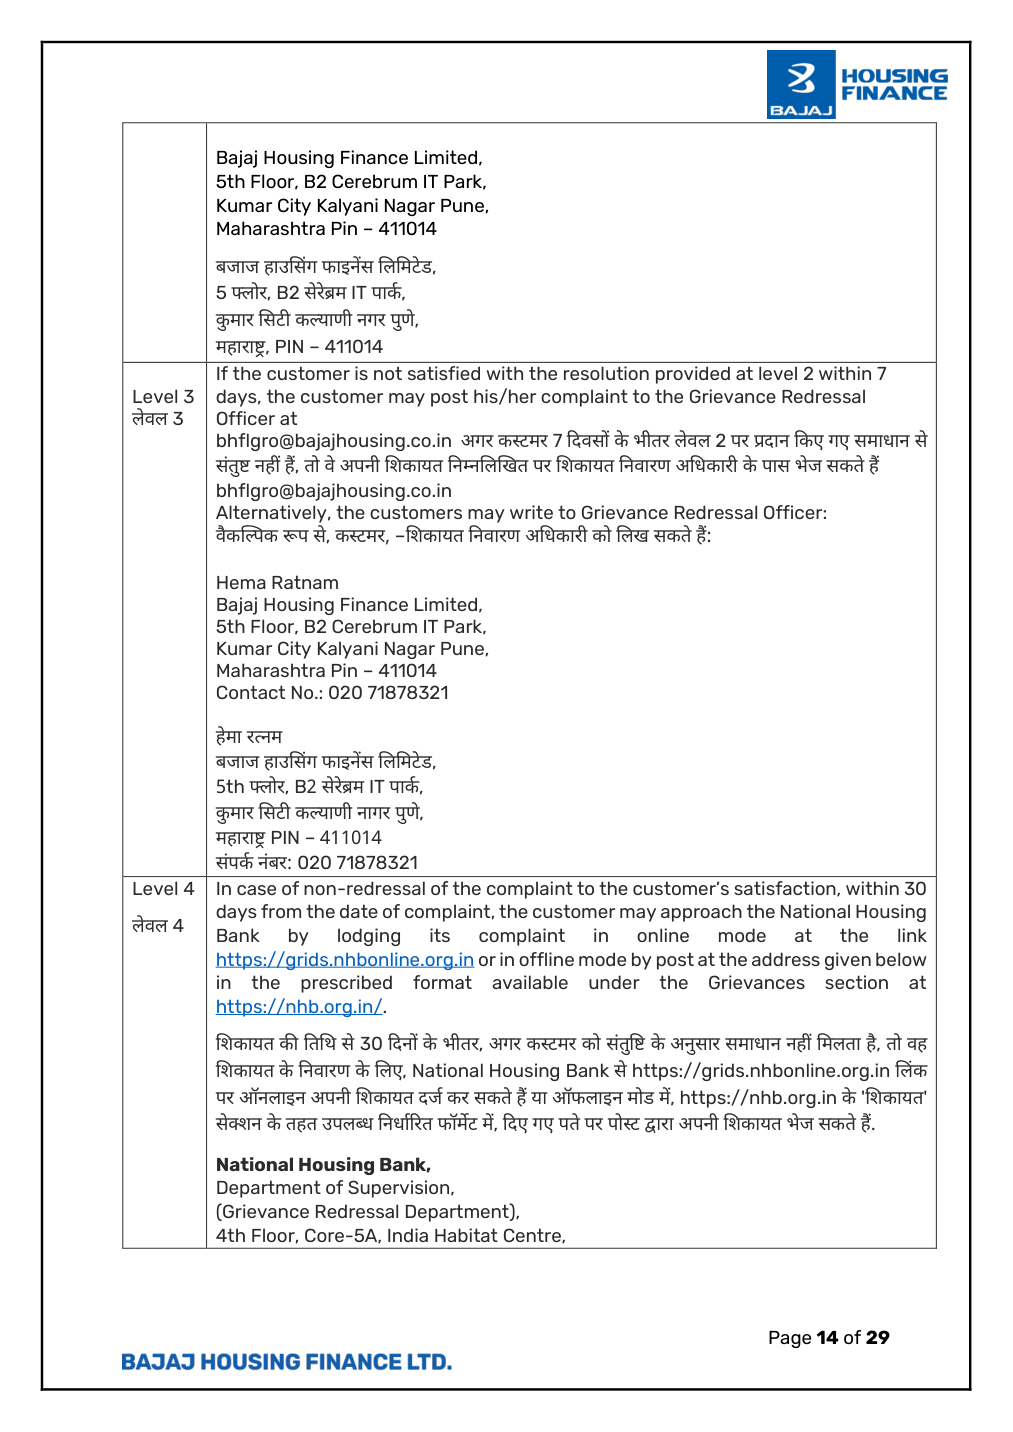 HOUSING
FINANCE
BAJAJ
Bajaj Housing Finance Limited,
5th Floor, B2 Cerebrum IT Park,
Kumar City Kalyani Nagar Pune,
Maharashtra Pin – 411014
बजाज हाउसिंग फाइनेंस लिमिटेड,
5 फ्लोर, B2 सेरेब्रम IT पार्क,
कुमार सिटी कल्याणी नगर पुणे,
महाराष्ट्र, PIN – 411014
Level 3
लेवल 3
If the customer is not satisfied with the resolution provided at level 2 within 7
days, the customer may post his/her complaint to the Grievance Redressal
Officer at
bhflgro@bajajhousing.co.in अगर कस्टमर 7 दिवसों के भीतर लेवल 2 पर प्रदान किए गए समाधान से
संतुष्ट नहीं हैं, तो वे अपनी शिकायत निम्नलिखित पर शिकायत निवारण अधिकारी के पास भेज सकते हैं
bhflgro@bajajhousing.co.in
Alternatively, the customers may write to Grievance Redressal Officer:
वैकल्पिक रूप से, कस्टमर, –शिकायत निवारण अधिकारी को लिख सकते हैं:
Hema Ratnam
Bajaj Housing Finance Limited,
5th Floor, B2 Cerebrum IT Park,
Kumar City Kalyani Nagar Pune,
Maharashtra Pin – 411014
Contact No.: 020 71878321
हेमा रत्नम
बजाज हाउसिंग फाइनेंस लिमिटेड,
5th फ्लोर, B2 सेरेब्रम IT पार्क,
कुमार सिटी कल्याणी नागर पुणे,
महाराष्ट्र PIN – 411014
संपर्क नंबर: 020 71878321
Level 4
लेवल 4
In case of non-redressal of the complaint to the customer’s satisfaction, within 30
days from the date of complaint, the customer may approach the National Housing
Bank by lodging its complaint in online mode at the link
https://grids.nhbonline.org.in or in offline mode by post at the address given below
in the prescribed format available under the Grievances section at
https://nhb.org.in/.
शिकायत की तिथि से 30 दिनों के भीतर, अगर कस्टमर को संतुष्टि के अनुसार समाधान नहीं मिलता है, तो वह
शिकायत के निवारण के लिए, National Housing Bank से https://grids.nhbonline.org.in लिंक
पर ऑनलाइन अपनी शिकायत दर्ज कर सकते हैं या ऑफलाइन मोड में, https://nhb.org.in के 'शिकायत'
सेक्शन के तहत उपलब्ध निर्धारित फॉर्मेट में, दिए गए पते पर पोस्ट द्वारा अपनी शिकायत भेज सकते हैं.
National Housing Bank,
Department of Supervision,
(Grievance Redressal Department),
4th Floor, Core-5A, India Habitat Centre,
Page 14 of 29
BAJAJ HOUSING FINANCE LTD.